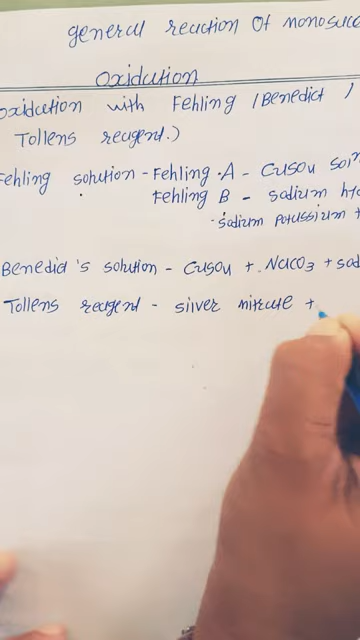 general reaction of monosacc
Oxidation
oxidation with Fehling / Benedict /
Tollens reagent.)
Fehling solution - Fehling .A - CuSO4 soln
Fehling B - sodium hyd
- sodium potassium t
Benedict's solution - CuSO4 + .NaCO3 + sod
Tollens reagent - silver nitrate +